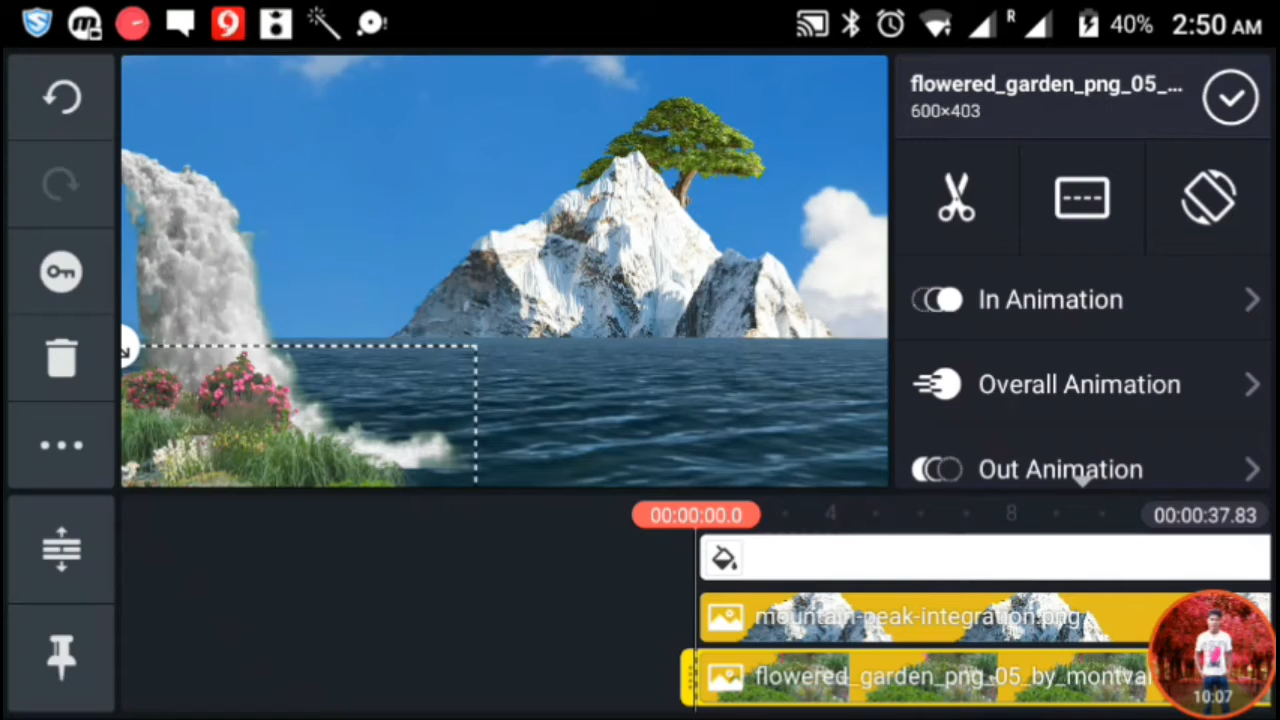 R 40% 2:50 AM
flowered_garden_png_05_...
600×403
In Animation
Overall Animation
Out Animation
00:00:00.0 4 8 00:00:37.83
mountain-peak-integration.png
flowered_garden_png_05_by_montval
10:07